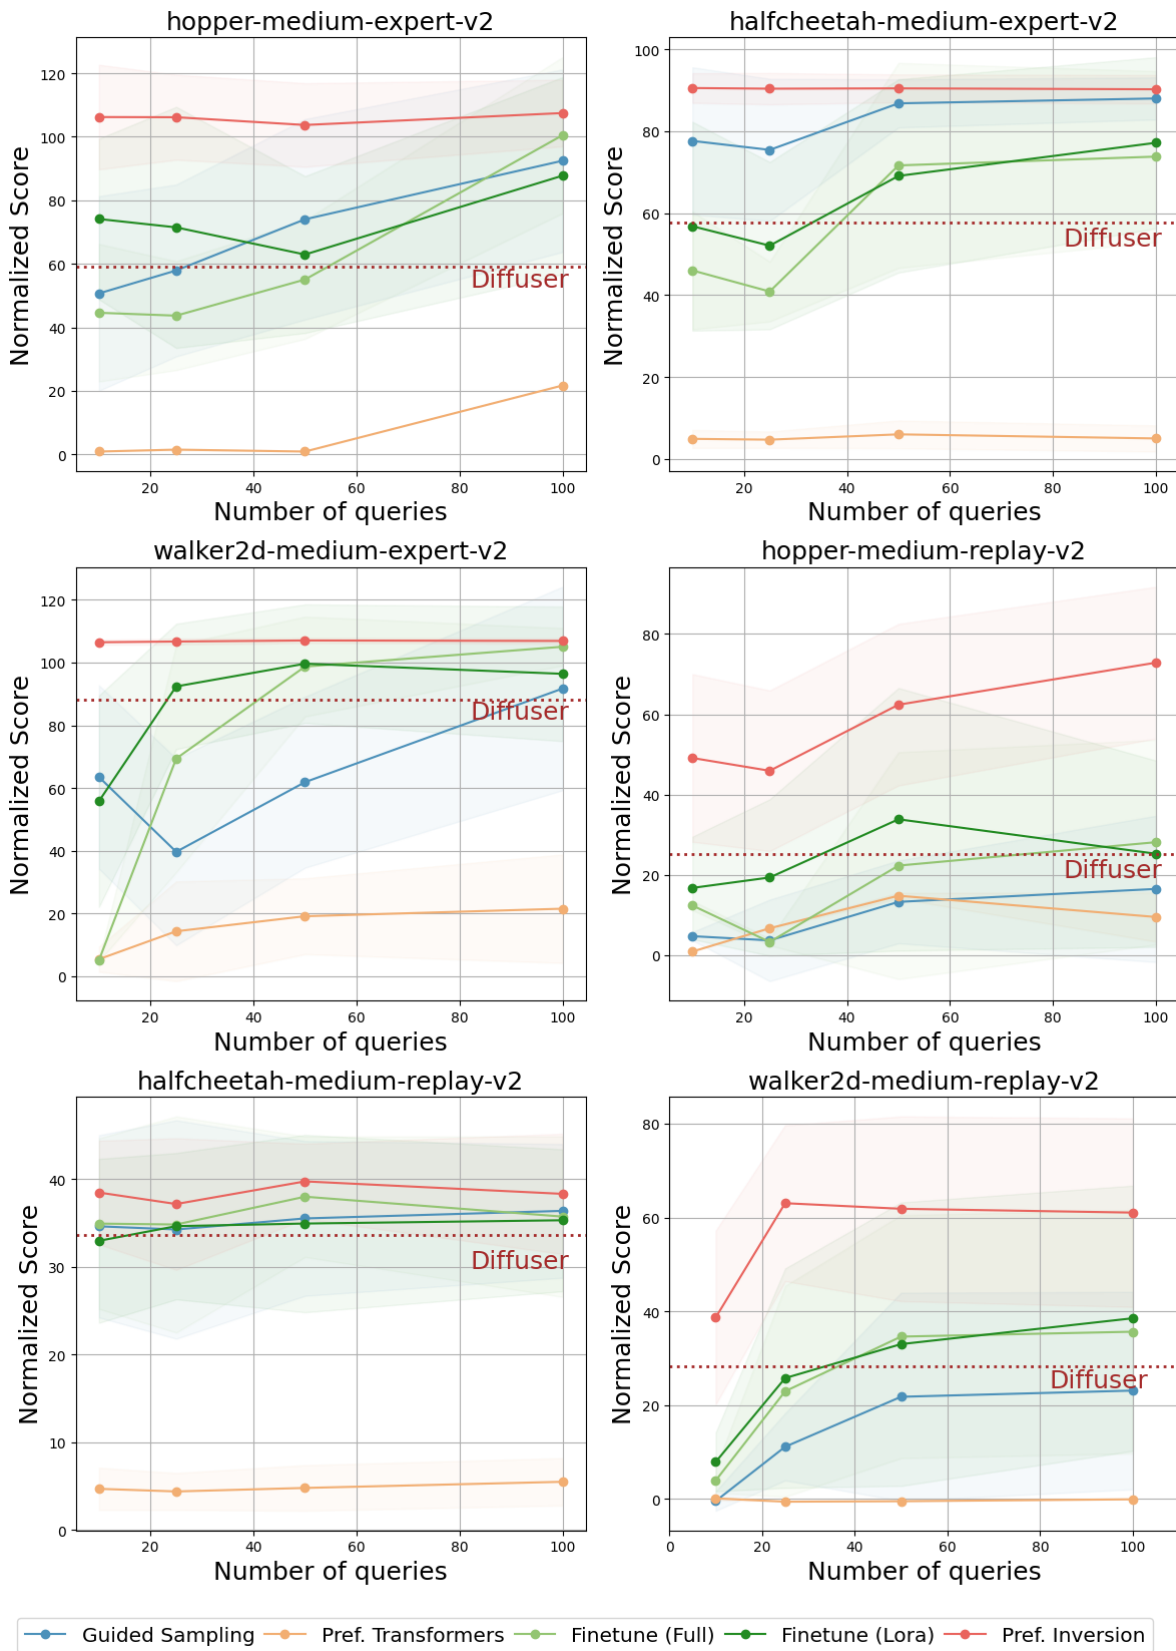 hopper-medium-expert-v2
halfcheetah-medium-expert-v2
120
100
80
60
40
20
0
Normalized Score
Diffuser
20
40
60
80
100
Number of queries
100
80
60
40
20
0
Normalized Score
Diffuser
20
40
60
80
100
Number of queries
walker2d-medium-expert-v2
hopper-medium-replay-v2
120
100
80
60
40
20
0
Normalized Score
Diffuser
20
40
60
80
100
Number of queries
80
60
40
20
0
Normalized Score
Diffuser
20
40
60
80
100
Number of queries
halfcheetah-medium-replay-v2
walker2d-medium-replay-v2
40
30
20
10
0
Normalized Score
Diffuser
20
40
60
80
100
Number of queries
80
60
40
20
0
Normalized Score
Diffuser
0
20
40
60
80
100
Number of queries
Guided Sampling Pref. Transformers Finetune (Full) Finetune (Lora) Pref. Inversion